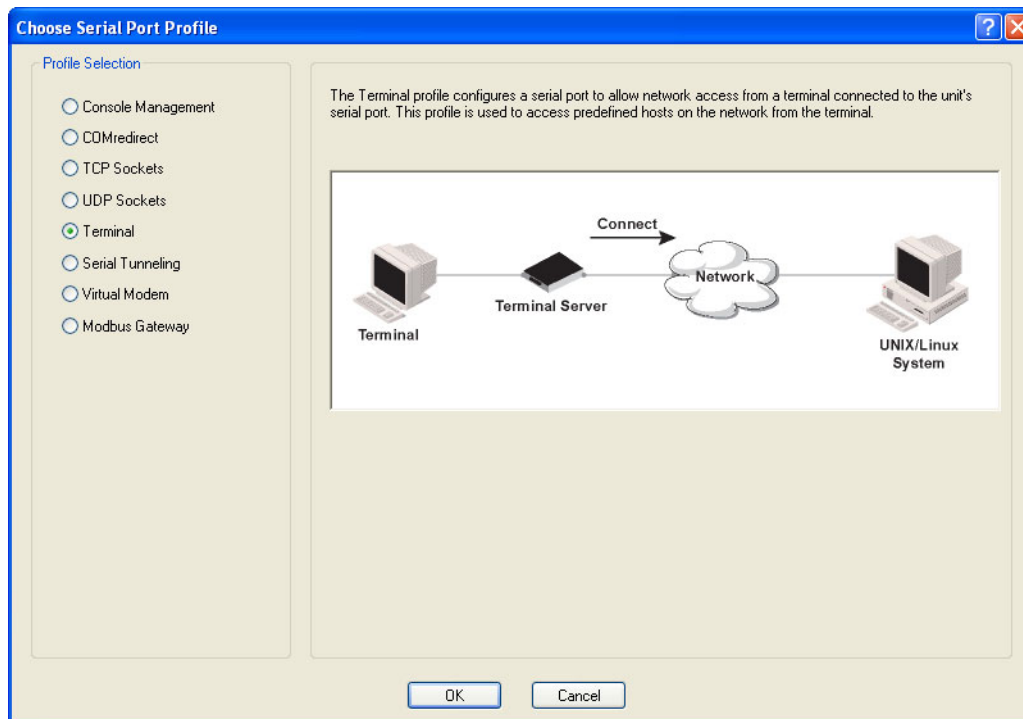 Choose Serial Port Profile
Profile Selection
Console Management
COMredirect
TCP Sockets
UDP Sockets
Terminal
Serial Tunneling
Virtual Modem
Modbus Gateway
The Terminal profile configures a serial port to allow network access from a terminal connected to the unit's
serial port. This profile is used to access predefined hosts on the network from the terminal.
Connect
Network
Terminal Server
Terminal
UNIX/Linux
System
OK
Cancel